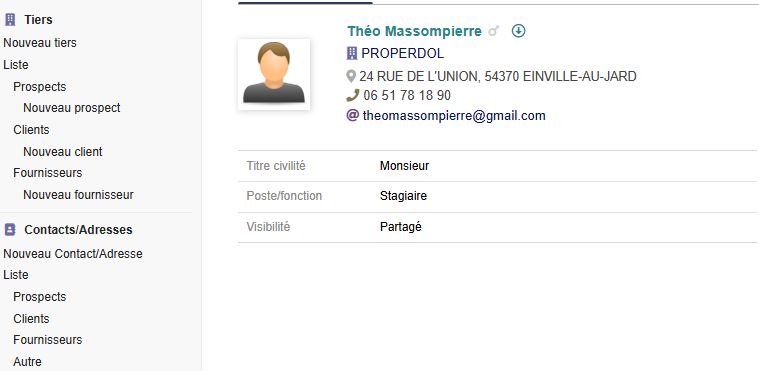 Tiers
Nouveau tiers
Liste
Prospects
Nouveau prospect
Clients
Nouveau client
Fournisseurs
Nouveau fournisseur
Contacts/Adresses
Nouveau Contact/Adresse
Liste
Prospects
Clients
Fournisseurs
Autre
Théo Massompierre
PROPERDOL
24 RUE DE L'UNION, 54370 EINVILLE-AU-JARD
06 51 78 18 90
@ theomassompierre@gmail.com
Titre civilité Monsieur
Poste/fonction Stagiaire
Visibilité Partagé